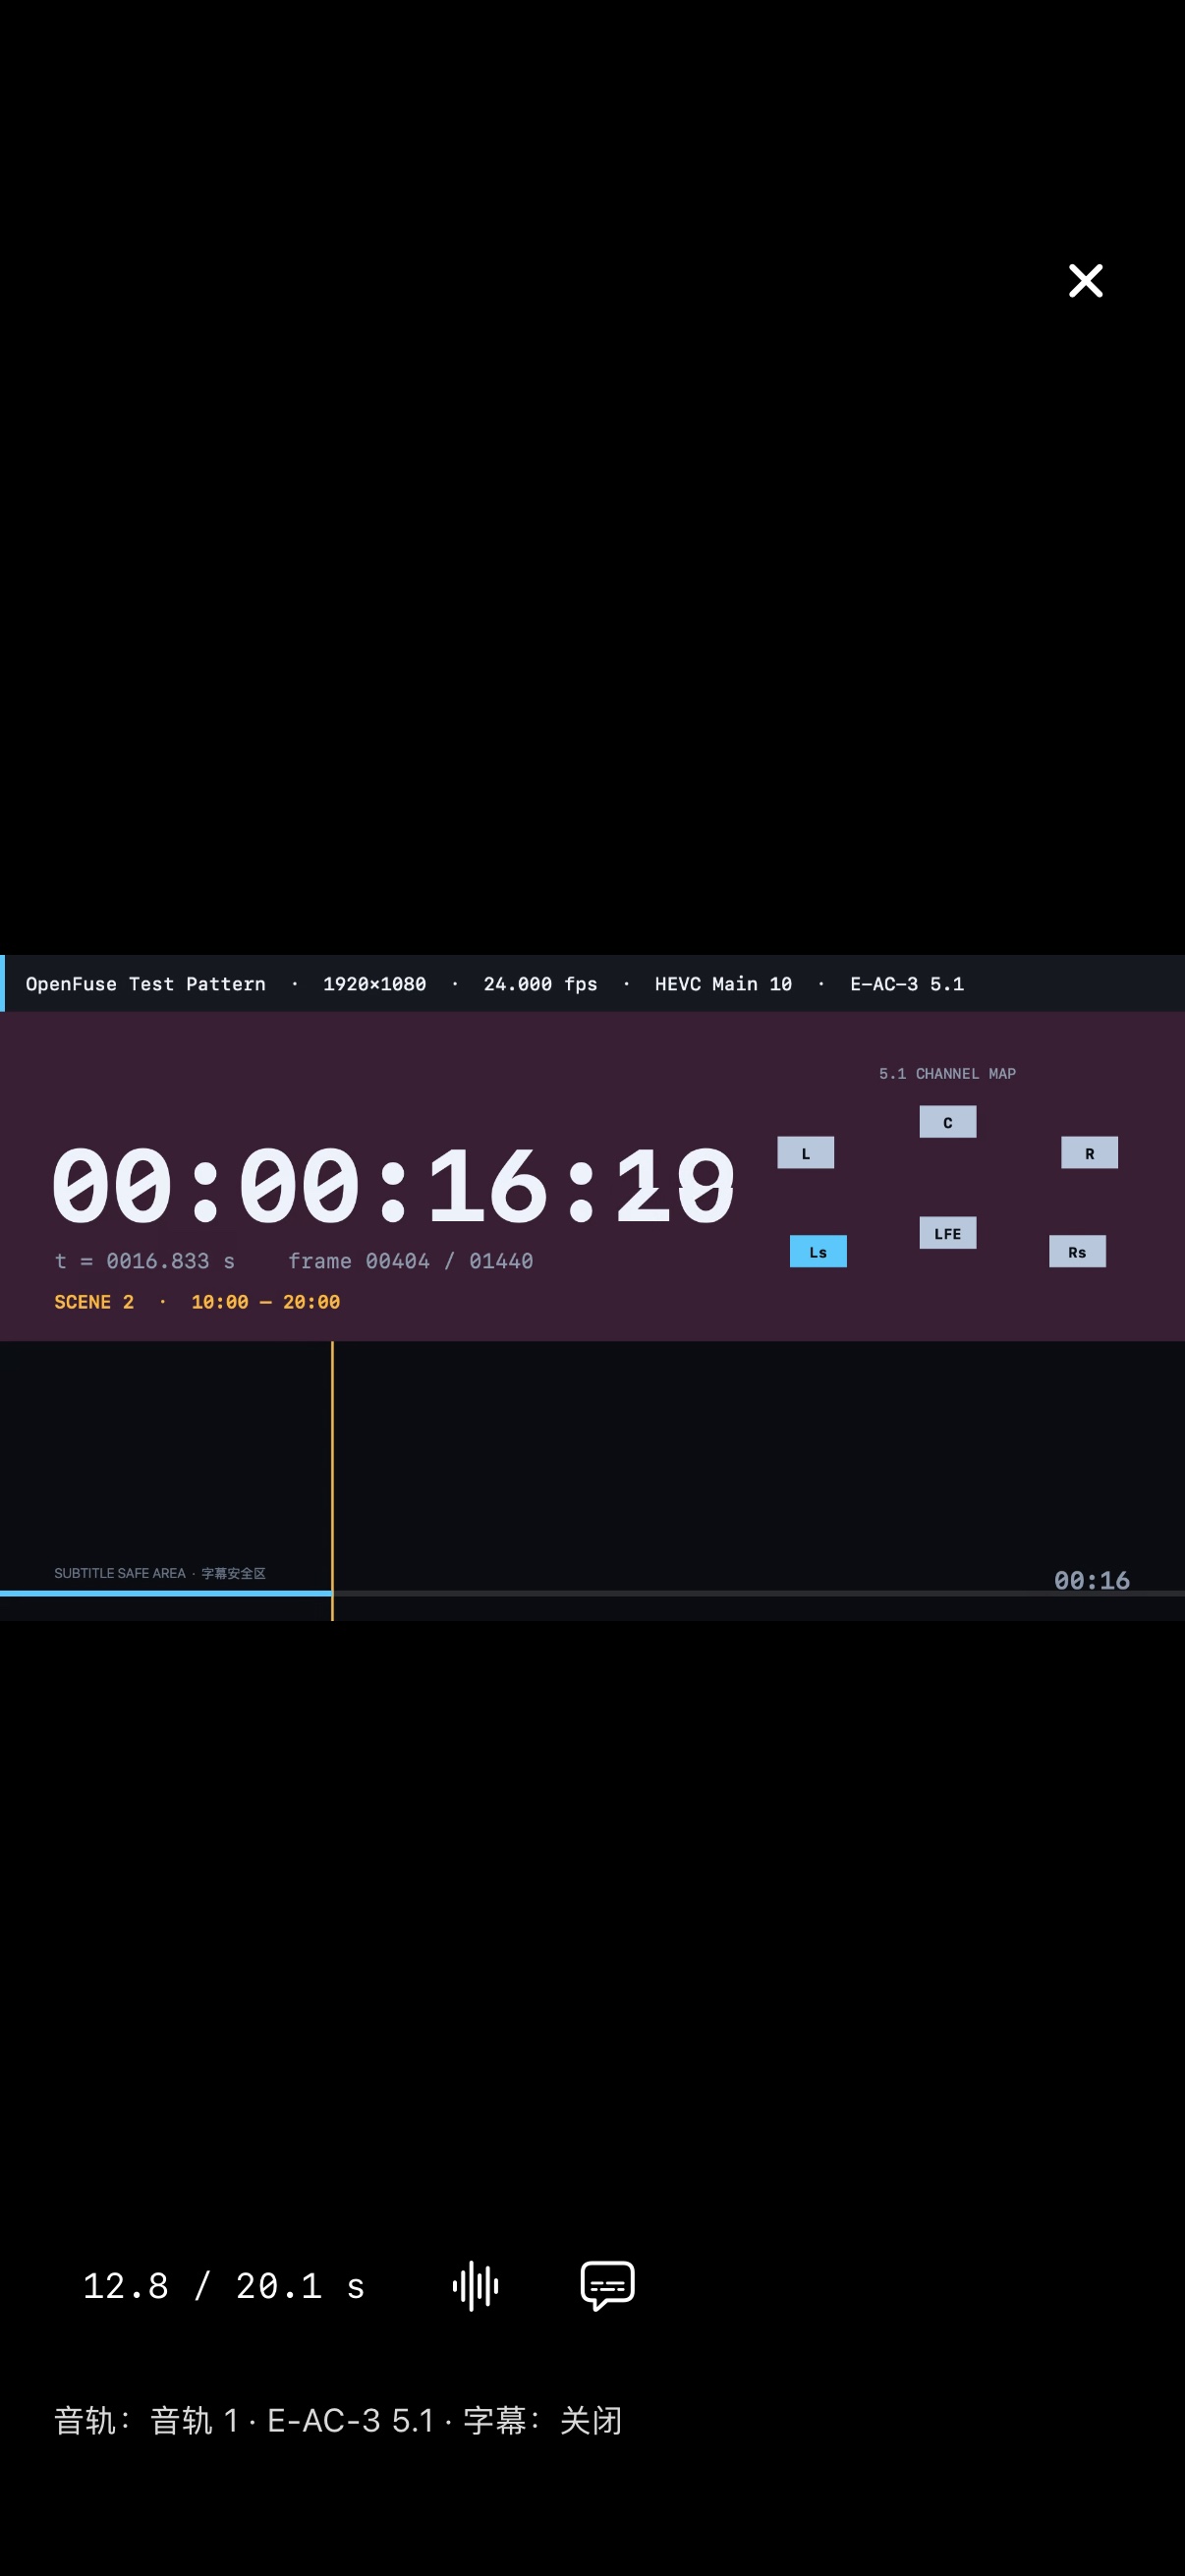 OpenFuse Test Pattern · 1920×1080 · 24.000 fps · HEVC Main 10 · E-AC-3 5.1
5.1 CHANNEL MAP
C
L
R
00:00:16:
LFE
Ls
Rs
t = 0016.833 s frame 00404 / 01440
SCENE 2 · 10:00 — 20:00
SUBTITLE SAFE AREA · 字幕安全区
00:16
12.8 / 20.1 s
音轨：音轨 1 · E-AC-3 5.1 · 字幕：关闭